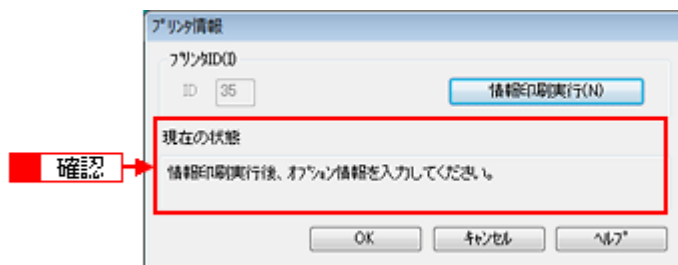 プリンタ情報
プリンタID(I)
ID 35
情報印刷実行(N)
現在の状態
確認
情報印刷実行後、オプション情報を入力してください。
OK キャンセル ヘルプ